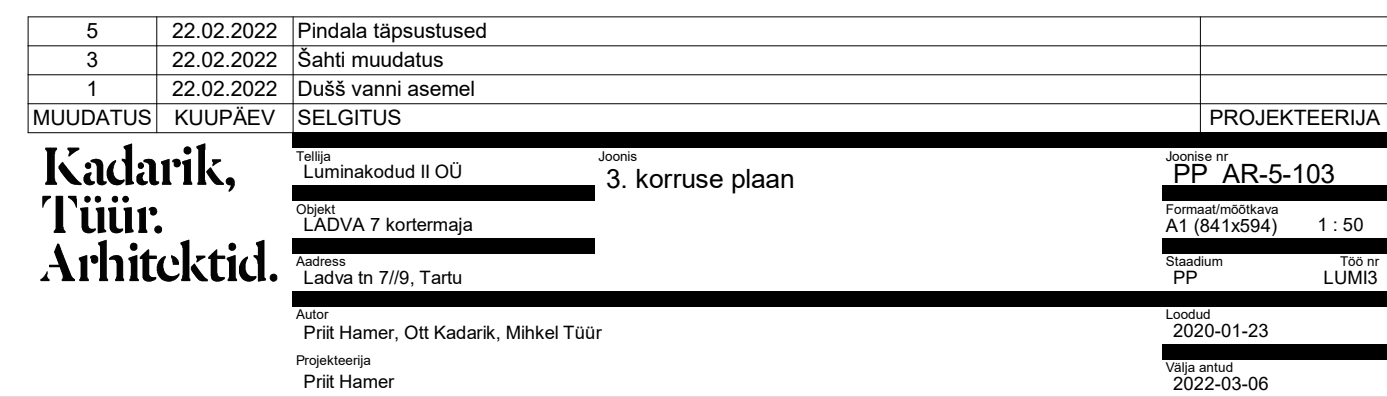 5 22.02.2022 Pindala täpsustused
3 22.02.2022 Šahti muudatus
1 22.02.2022 Dušš vanni asemel
MUUDATUS KUUPÄEV SELGITUS PROJEKTEERIJA
Kadarik,
Tüür.
Arhitektid.
Tellija
Luminakodud II OÜ
Joonis
3. korruse plaan
Joonise nr
PP AR-5-103
Objekt
LADVA 7 kortermaja
Formaat/mõõtkava
A1 (841x594) 1 : 50
Aadress
Ladva tn 7//9, Tartu
Staadium Töö nr
PP LUMI3
Autor
Priit Hamer, Ott Kadarik, Mihkel Tüür
Loodud
2020-01-23
Projekteerija
Priit Hamer
Välja antud
2022-03-06